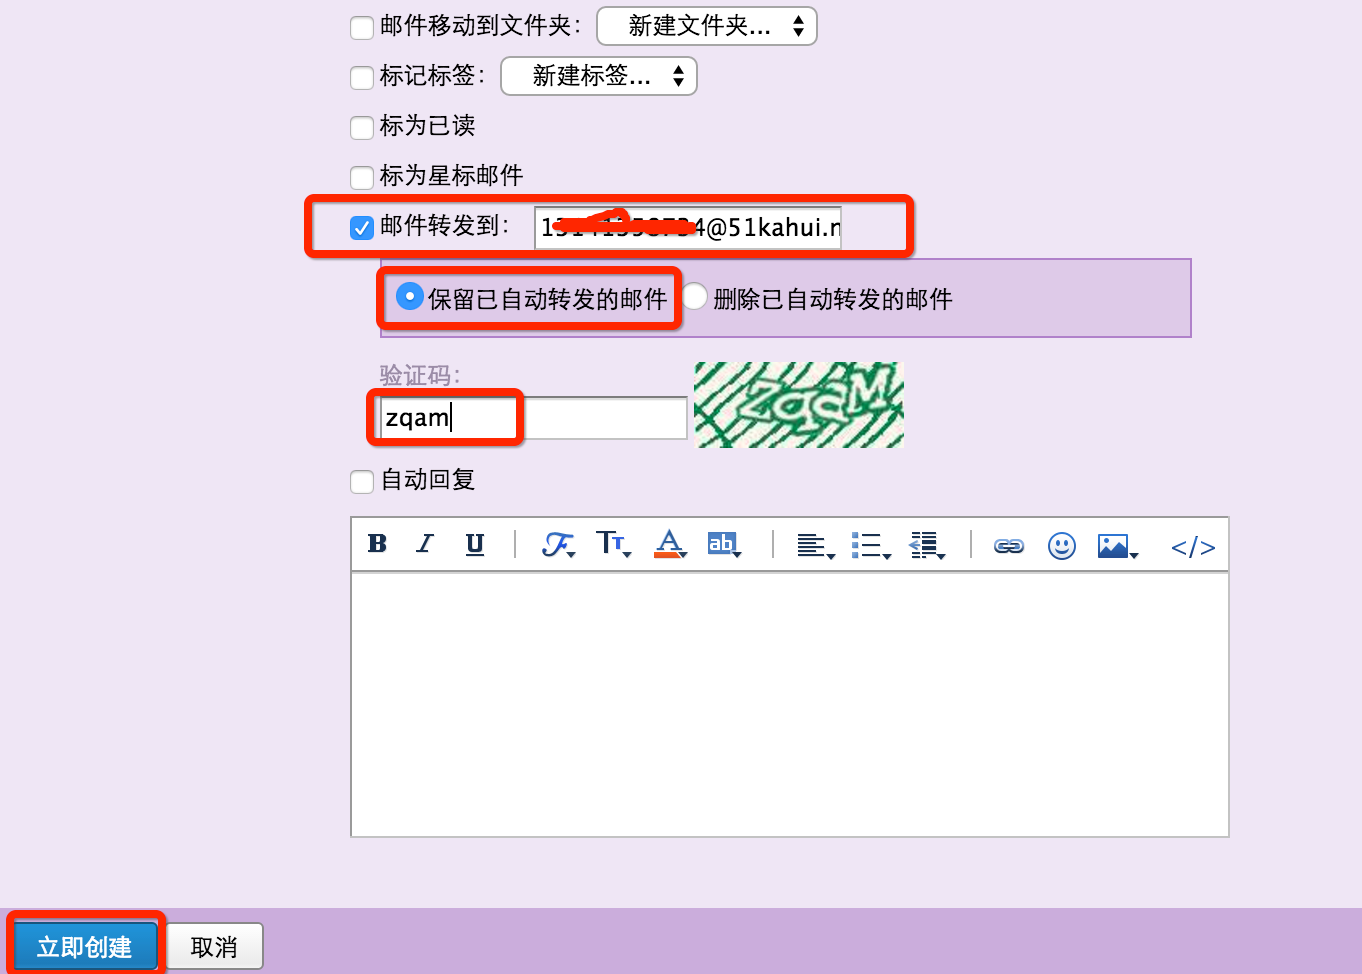 邮件移动到文件夹： 新建文件夹...
标记标签： 新建标签...
标为已读
标为星标邮件
邮件转发到： 4@51kahui.
保留已自动转发的邮件 删除已自动转发的邮件
验证码：
zqam ZqaM
自动回复
B I U F TT A ab </>
立即创建 取消